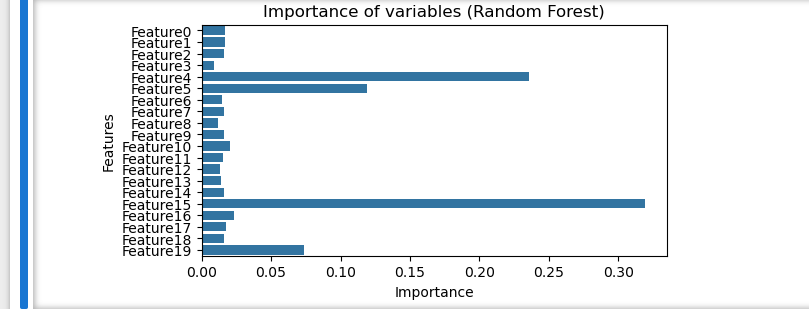 Importance of variables (Random Forest)
Feature0
Feature1
Feature2
Feature3
Feature4
Feature5
Feature6
Feature7
Feature8
Feature9
Feature10
Feature11
Feature12
Feature13
Feature14
Feature15
Feature16
Feature17
Feature18
Feature19
Features
0.00 0.05 0.10 0.15 0.20 0.25 0.30
Importance